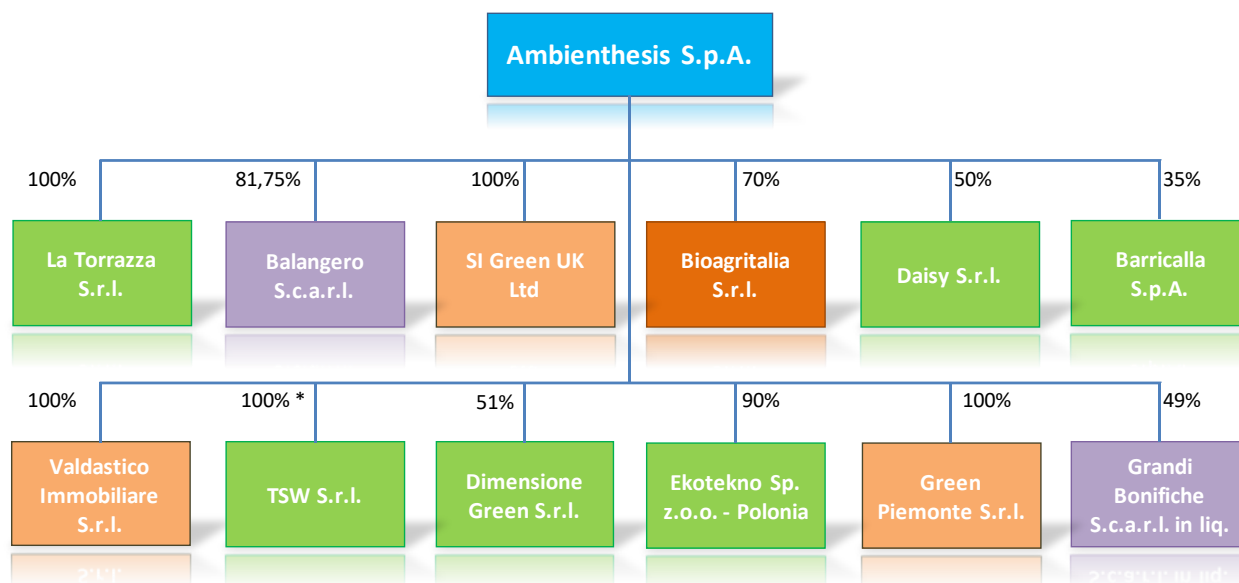 Ambienthesis S.p.A.
100%
81,75%
100%
70%
50%
35%
La Torrazza
S.r.l.
Balangero
S.c.a.r.l.
SI Green UK
Ltd
Bioagritalia
S.r.l.
Daisy S.r.l.
Barricalla
S.p.A.
100%
100% *
51%
90%
100%
49%
Valdastico
Immobiliare
S.r.l.
TSW S.r.l.
Dimensione
Green S.r.l.
Ekotekno Sp.
z.o.o. - Polonia
Green
Piemonte S.r.l.
Grandi
Bonifiche
S.c.a.r.l. in liq.